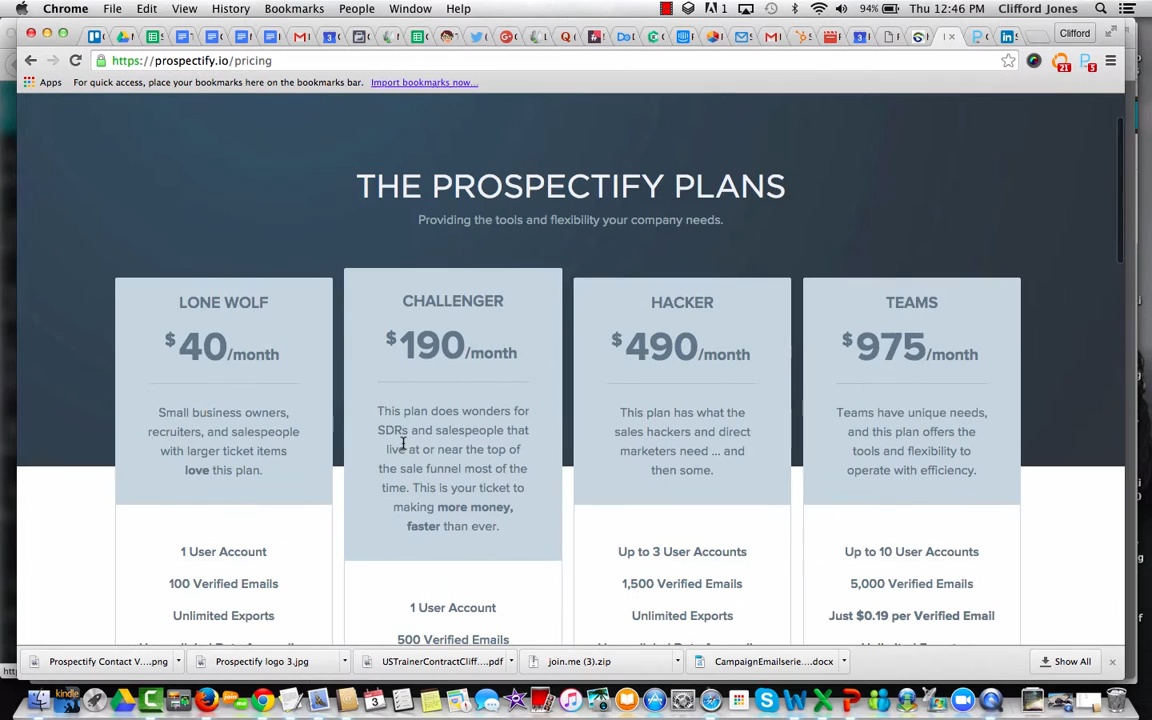 Chrome File Edit View History Bookmarks People Window Help 1 94% Thu 12:46 PM Clifford Jones
Clifford
https://prospectify.io/pricing
21
Apps For quick access, place your bookmarks here on the bookmarks bar. Import bookmarks now...
THE PROSPECTIFY PLANS
Providing the tools and flexibility your company needs.
LONE WOLF
$40/month
Small business owners,
recruiters, and salespeople
with larger ticket items
love this plan.
1 User Account
100 Verified Emails
Unlimited Exports
CHALLENGER
$190/month
This plan does wonders for
SDRs and salespeople that
live at or near the top of
the sale funnel most of the
time. This is your ticket to
making more money,
faster than ever.
1 User Account
500 Verified Emails
HACKER
$490/month
This plan has what the
sales hackers and direct
marketers need ... and
then some.
Up to 3 User Accounts
1,500 Verified Emails
Unlimited Exports
TEAMS
$975/month
Teams have unique needs,
and this plan offers the
tools and flexibility to
operate with efficiency.
Up to 10 User Accounts
5,000 Verified Emails
Just $0.19 per Verified Email
Prospectify Contact V....png Prospectify logo 3.jpg USTrainerContractCliff....pdf join.me (3).zip CampaignEmailserie....docx Show All